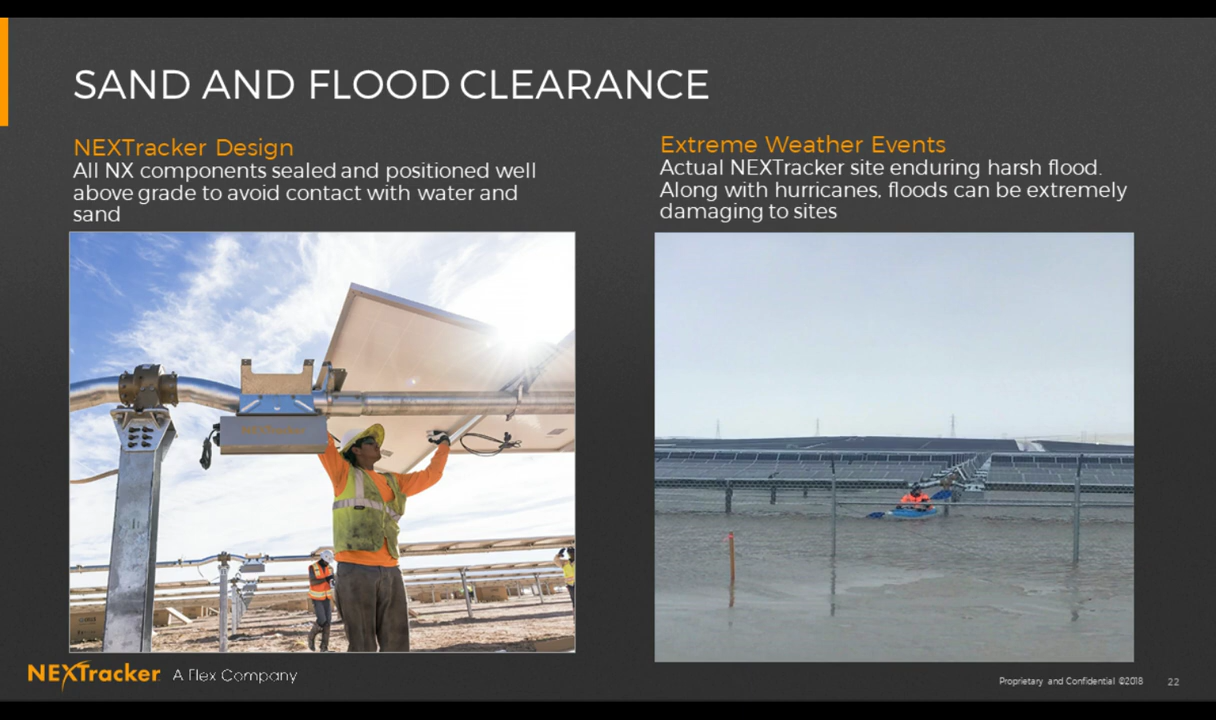 SAND AND FLOOD CLEARANCE
NEXTracker Design
All NX components sealed and positioned well
above grade to avoid contact with water and
sand
Extreme Weather Events
Actual NEXTracker site enduring harsh flood.
Along with hurricanes, floods can be extremely
damaging to sites
NEXTracker
NEXTracker
A Flex Company
Proprietary and Confidential ©2018
22